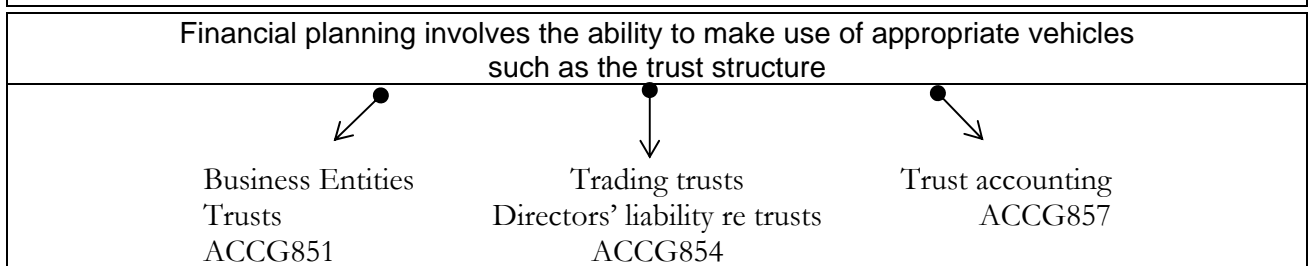 Financial planning involves the ability to make use of appropriate vehicles
such as the trust structure
Business Entities
Trusts
ACCG851
Trading trusts
Directors' liability re trusts
ACCG854
Trust accounting
ACCG857